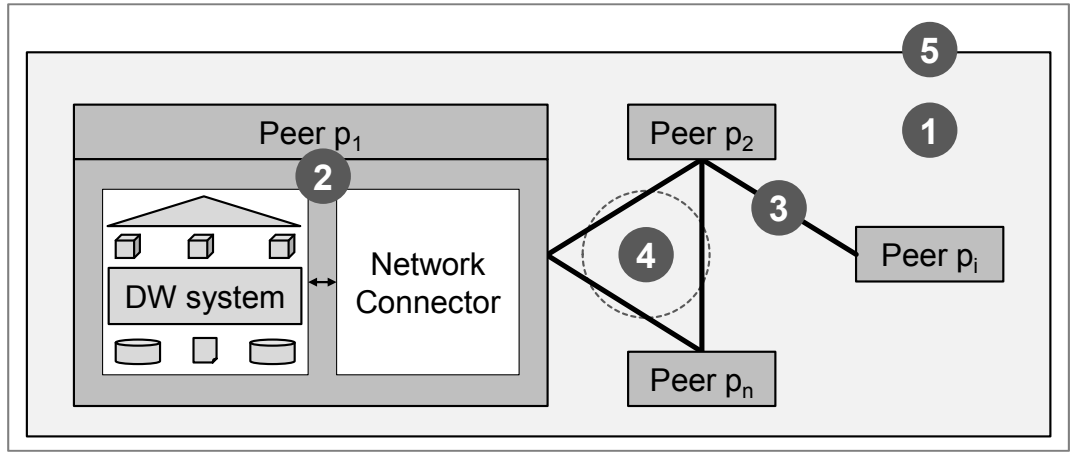 5
1
Peer p₁
Peer p₂
2
3
4
Network
Connector
DW system
Peer pᵢ
Peer pₙ